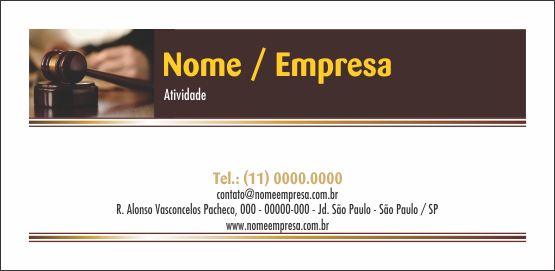 Nome / Empresa
Atividade
Tel.: (11) 0000.0000
contato@nomeempresa.com.br
R. Alonso Vasconcelos Pacheco, 000 - 00000-000 - Jd. São Paulo - São Paulo / SP
www.nomeempresa.com.br